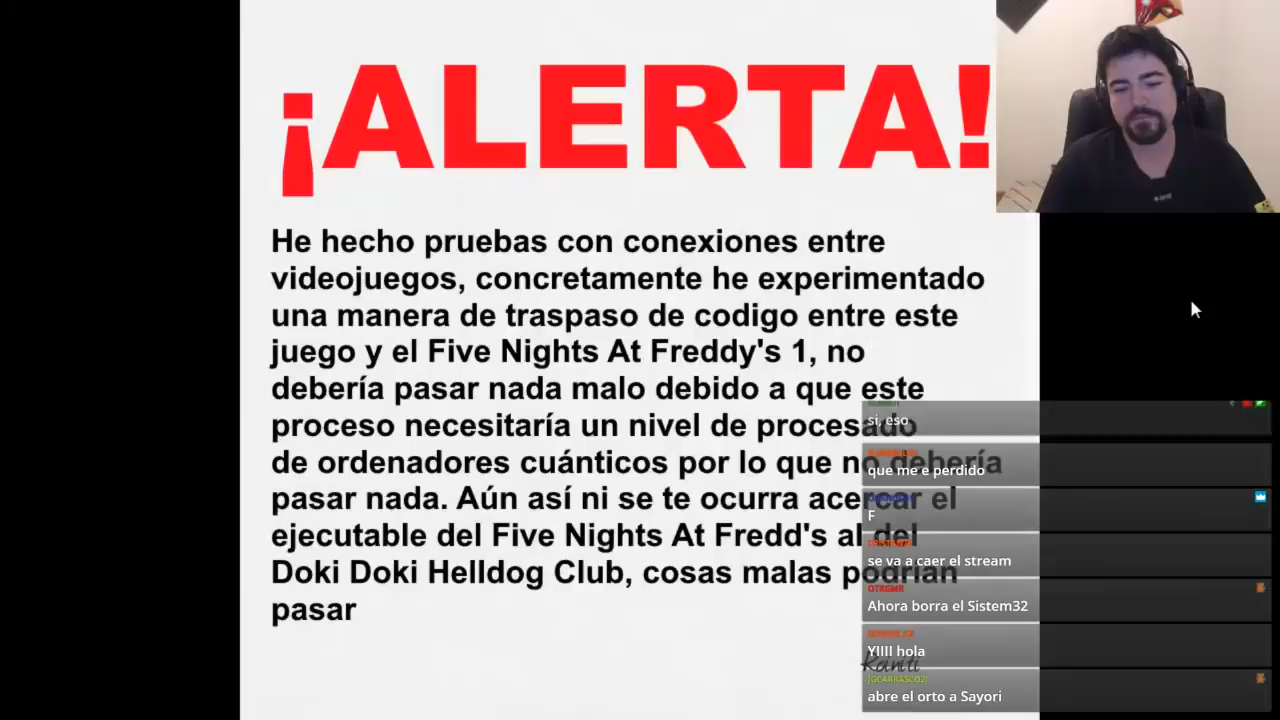 ¡ALERTA!
He hecho pruebas con conexiones entre
videojuegos, concretamente he experimentado
una manera de traspaso de codigo entre este
juego y el Five Nights At Freddy's 1, no
debería pasar nada malo debido a que este
proceso necesitaría un nivel de procesado
de ordenadores cuánticos por lo que no debería
pasar nada. Aún así ni se te ocurra acercar el
ejecutable del Five Nights At Fredd's al del
Doki Doki Helldog Club, cosas malas podrían
pasar
si, eso
que me e perdido
F
se va a caer el stream
OTKGMR
Ahora borra el Sistem32
YIIII hola
[GCARRASCO2]
abre el orto a Sayori